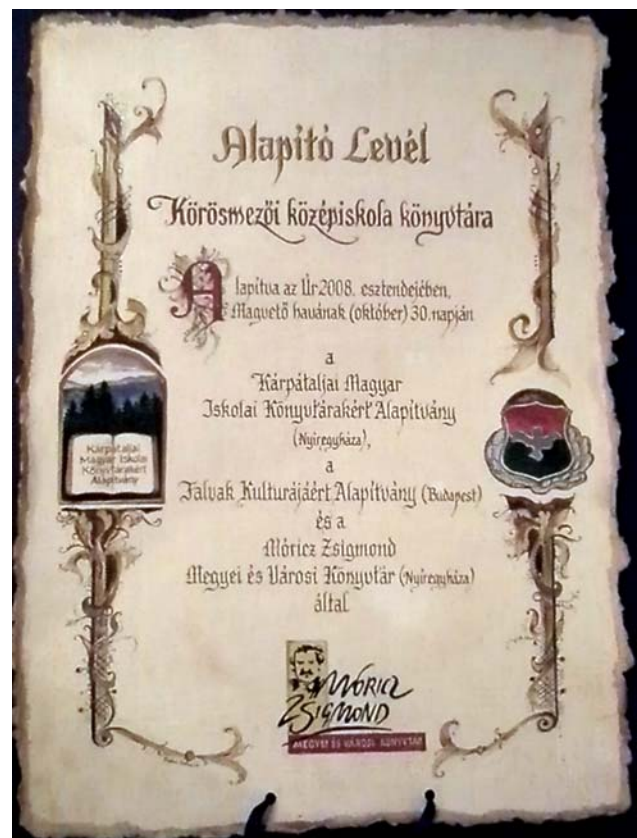 Alapító Levél
Kőrösmezői középiskola könyvtára
Alapítva az Úr 2008. esztendejében,
Magvető havának (október) 30. napján
a
Kárpátaljai Magyar
Iskolai Könyvtárakért Alapítvány
(Nyíregyháza),
a
Falvak Kulturájáért Alapítvány (Budapest)
és a
Móricz Zsigmond
Megyei és Városi Könyvtár (Nyíregyháza)
által
Kárpátaljai
Magyar Iskolai
Könyvtárakért
Alapítvány
MÓRICZ
ZSIGMOND
MEGYEI ÉS VÁROSI KÖNYVTÁR